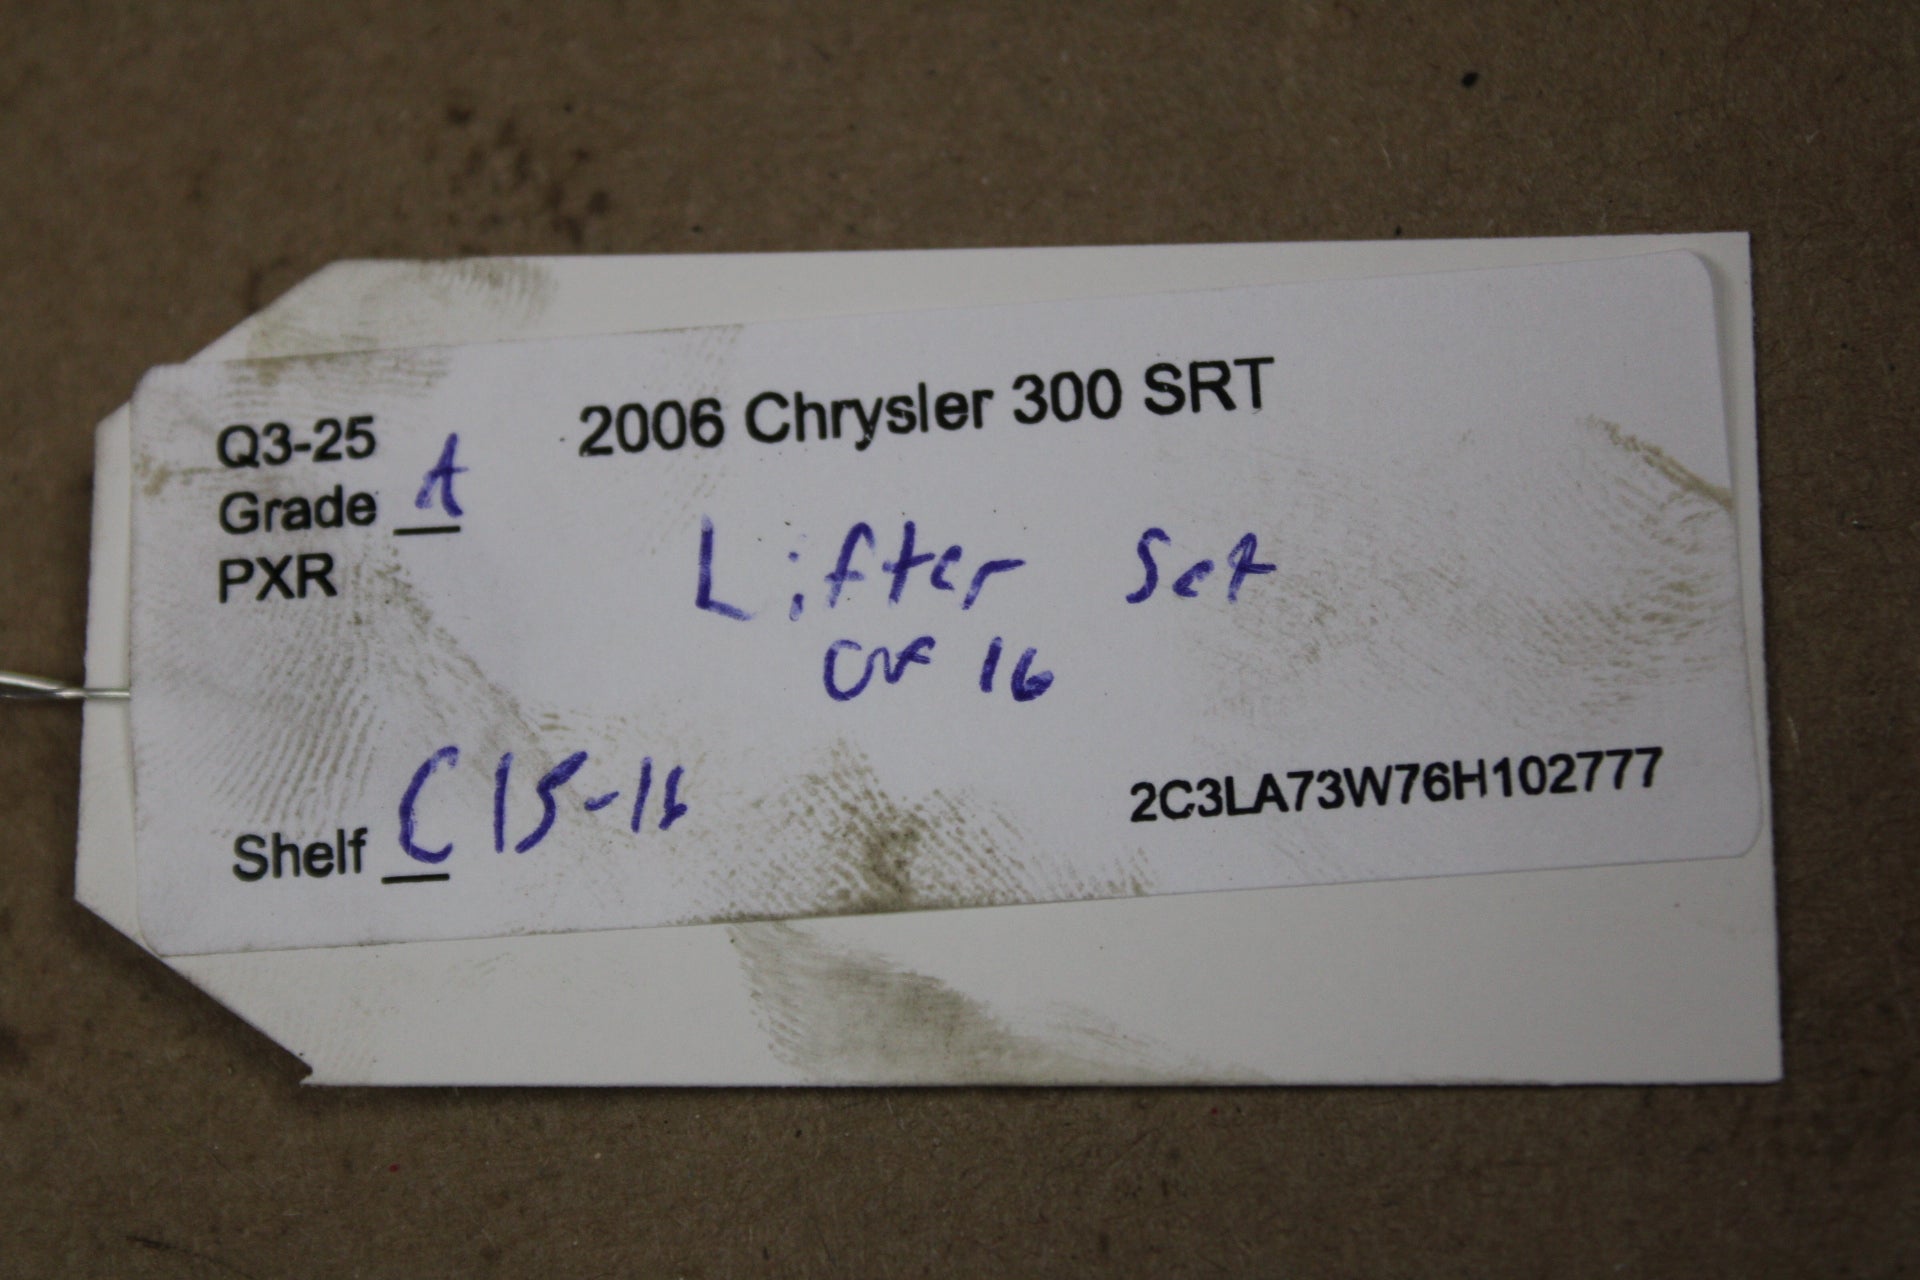 Q3-25
2006 Chrysler 300 SRT
Grade A
PXR
Lifter Set
OF 16
Shelf C15-16
2C3LA73W76H102777